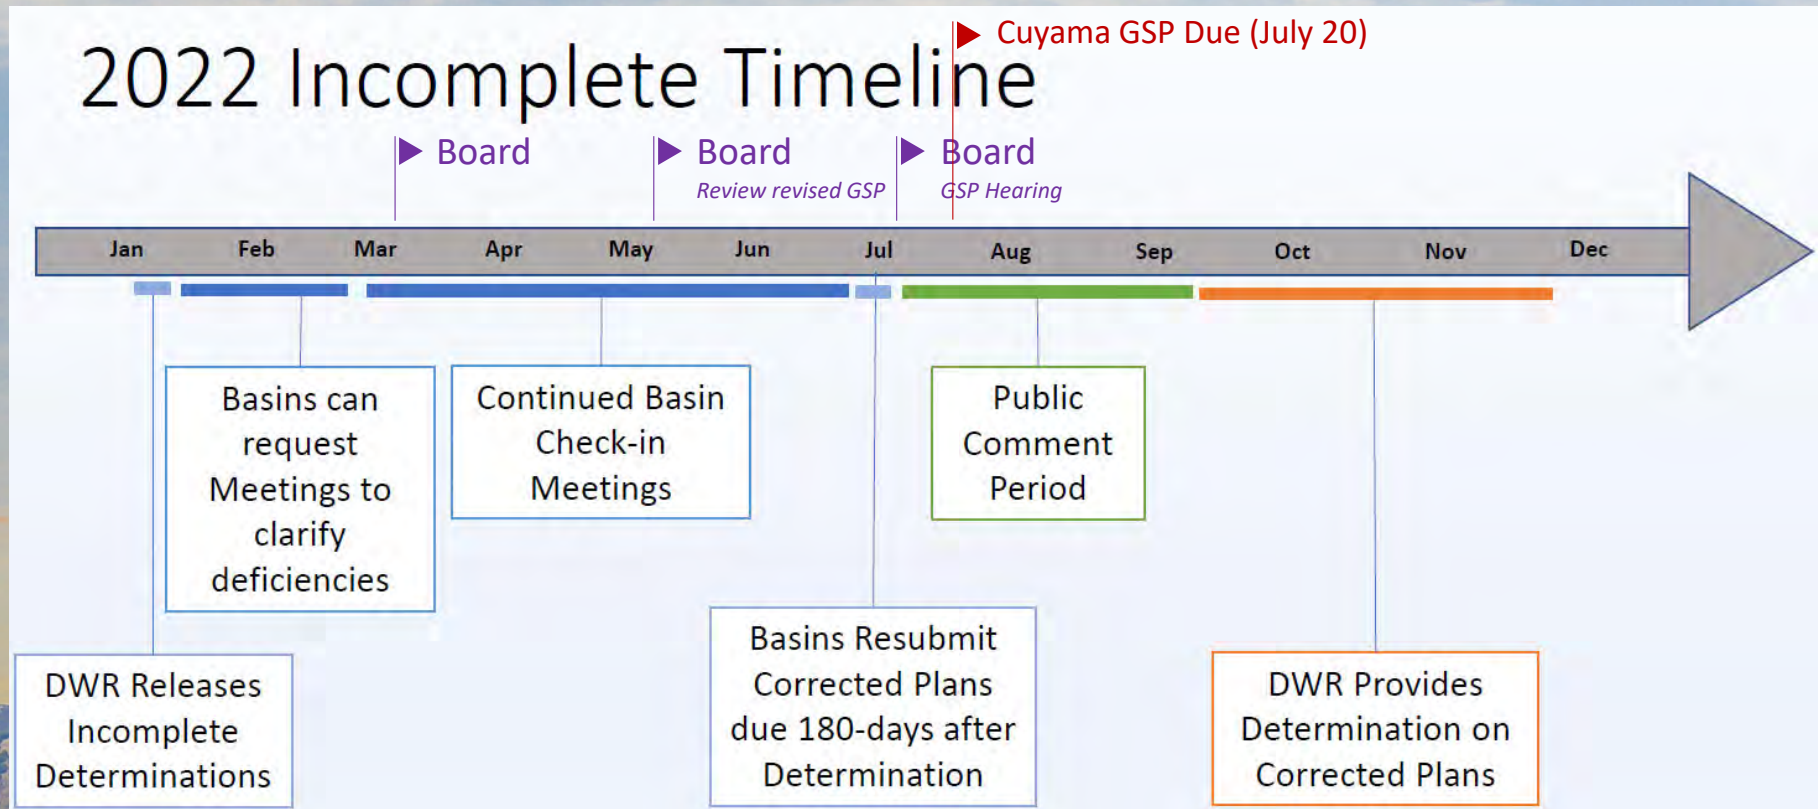 Cuyama GSP Due (July 20)
2022 Incomplete Timeline
Board
Board
Review revised GSP
Board
GSP Hearing
Jan
Feb
Mar
Apr
May
Jun
Jul
Aug
Sep
Oct
Nov
Dec
Basins can
request
Meetings to
clarify
deficiencies
Continued Basin
Check-in
Meetings
Public
Comment
Period
DWR Releases
Incomplete
Determinations
Basins Resubmit
Corrected Plans
due 180-days after
Determination
DWR Provides
Determination on
Corrected Plans